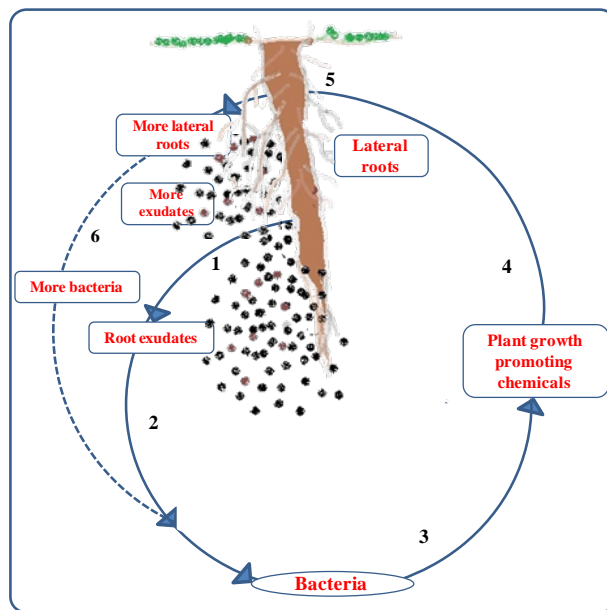 5
More lateral
roots
Lateral
roots
More
exudates
6
1
4
More bacteria
Root exudates
Plant growth
promoting
chemicals
2
3
Bacteria